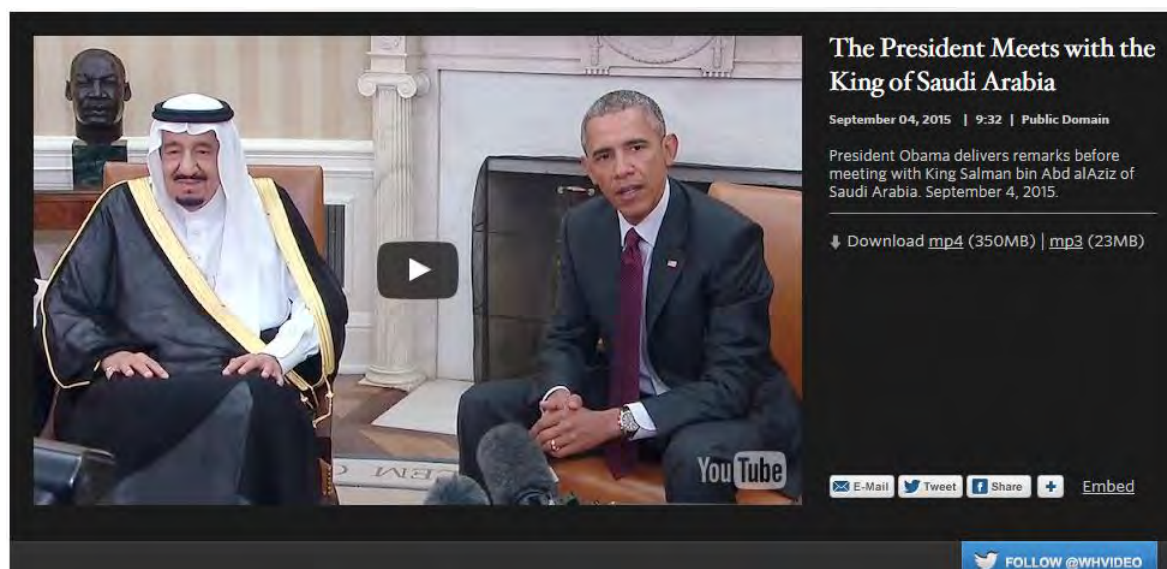 The President Meets with the
King of Saudi Arabia
September 04, 2015 | 9:32 | Public Domain
President Obama delivers remarks before
meeting with King Salman bin Abd alAziz of
Saudi Arabia. September 4, 2015.
Download mp4 (350MB) | mp3 (23MB)
YouTube
E-Mail Tweet Share + Embed
FOLLOW @WHVIDEO